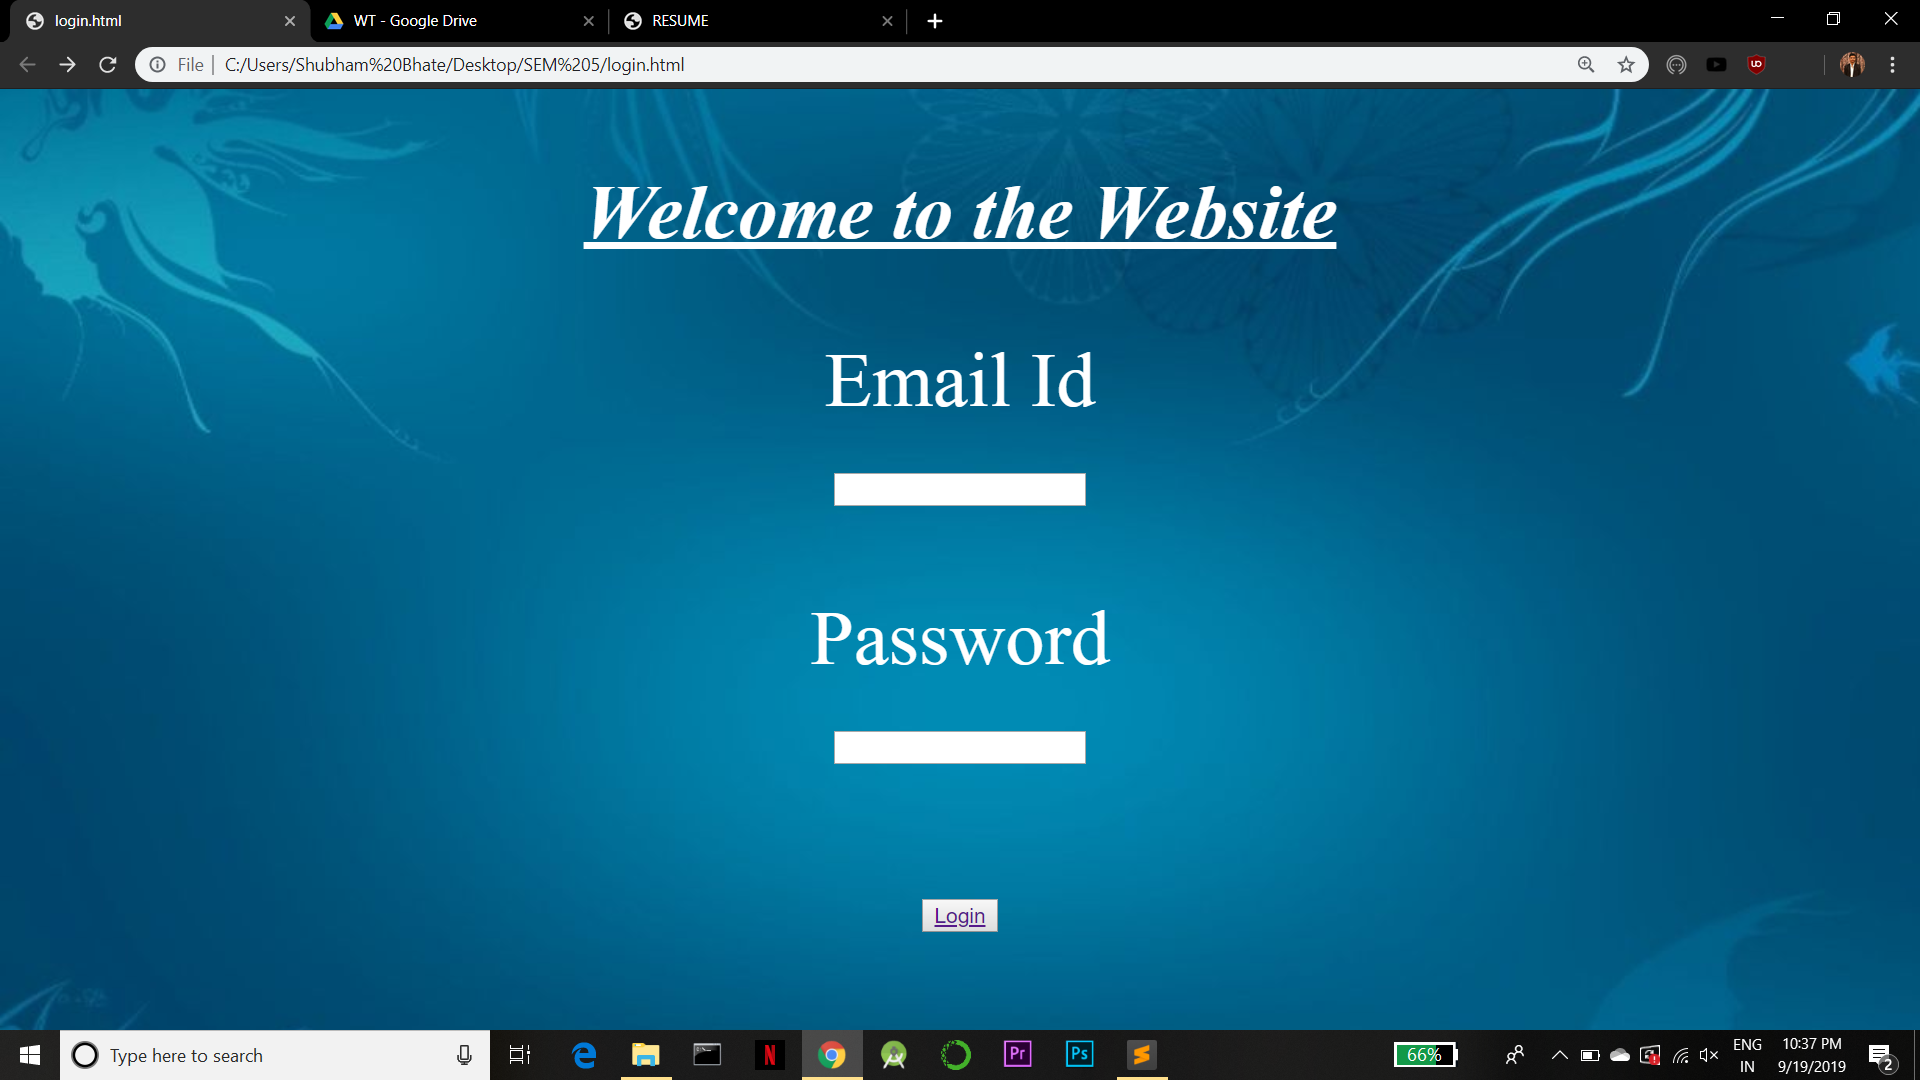 login.html
WT - Google Drive
RESUME
File
C:/Users/Shubham%20Bhate/Desktop/SEM%205/login.html
UD
Welcome to the Website
Email Id
Password
Login
Type here to search
N
Pr
Ps
66%
ENG
IN
10:37 PM
9/19/2019
2